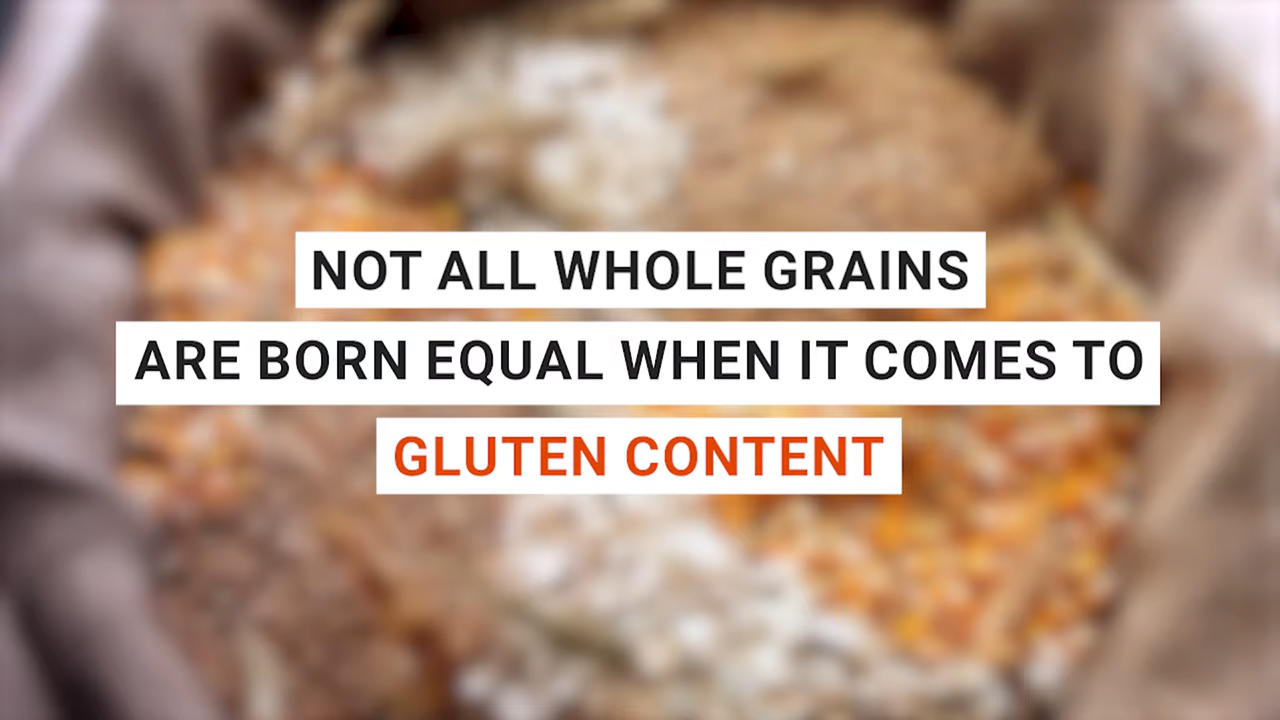 NOT ALL WHOLE GRAINS
ARE BORN EQUAL WHEN IT COMES TO
GLUTEN CONTENT